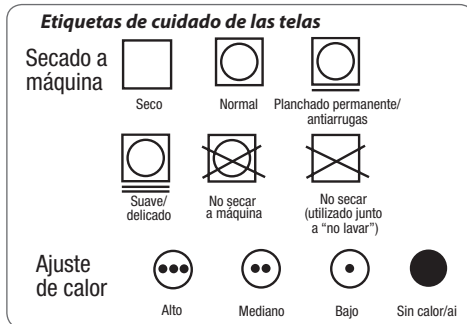 Etiquetas de cuidado de las telas
Secado a
máquina
Seco
Normal
Planchado permanente/
antiarrugas
Suave/
delicado
No secar
a máquina
No secar
(utilizado junto
a "no lavar")
Ajuste
de calor
Alto
Mediano
Bajo
Sin calor/ai